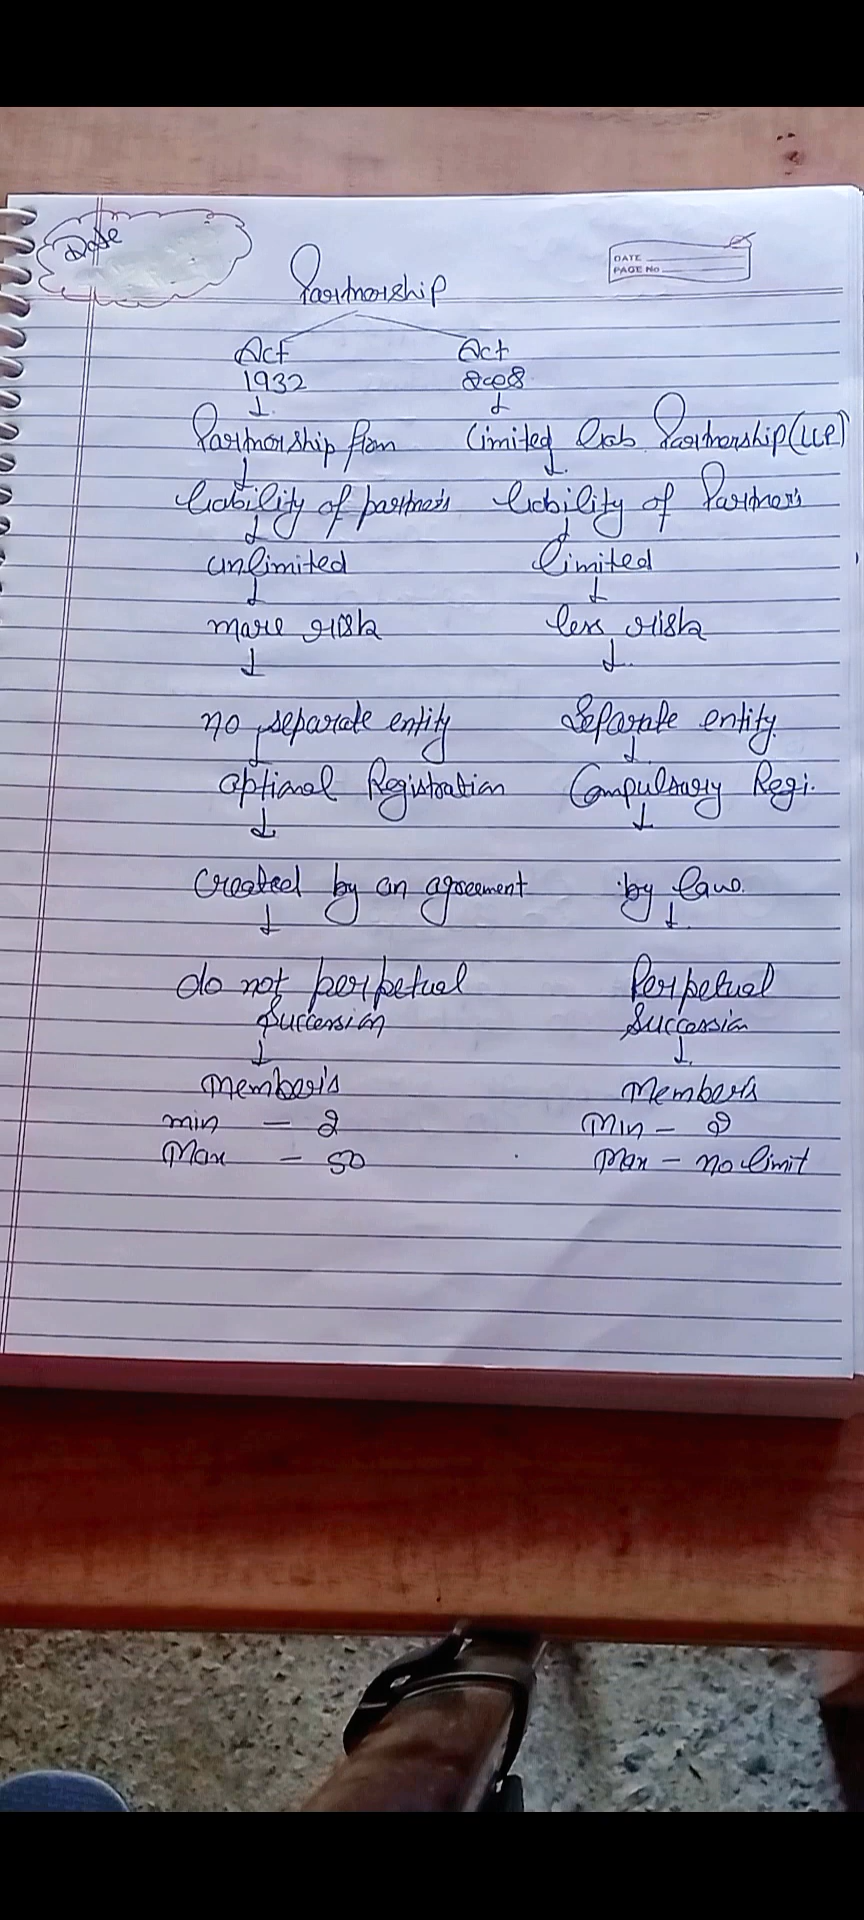 Date
DATE
PAGE No
Partnership
Act Act
1932 2008
Partnership firm Limited Liab Partnership (LLP)
liability of partners liability of Partners
unlimited limited
more risk less risk
no separate entity Separate entity.
optional Registration Compulsory Regi.
Created by an agreement by law.
do not perpetual Perpetual
Succession Succession
Members Members
min - 2 Min - 2
Max - 50 Max - no limit